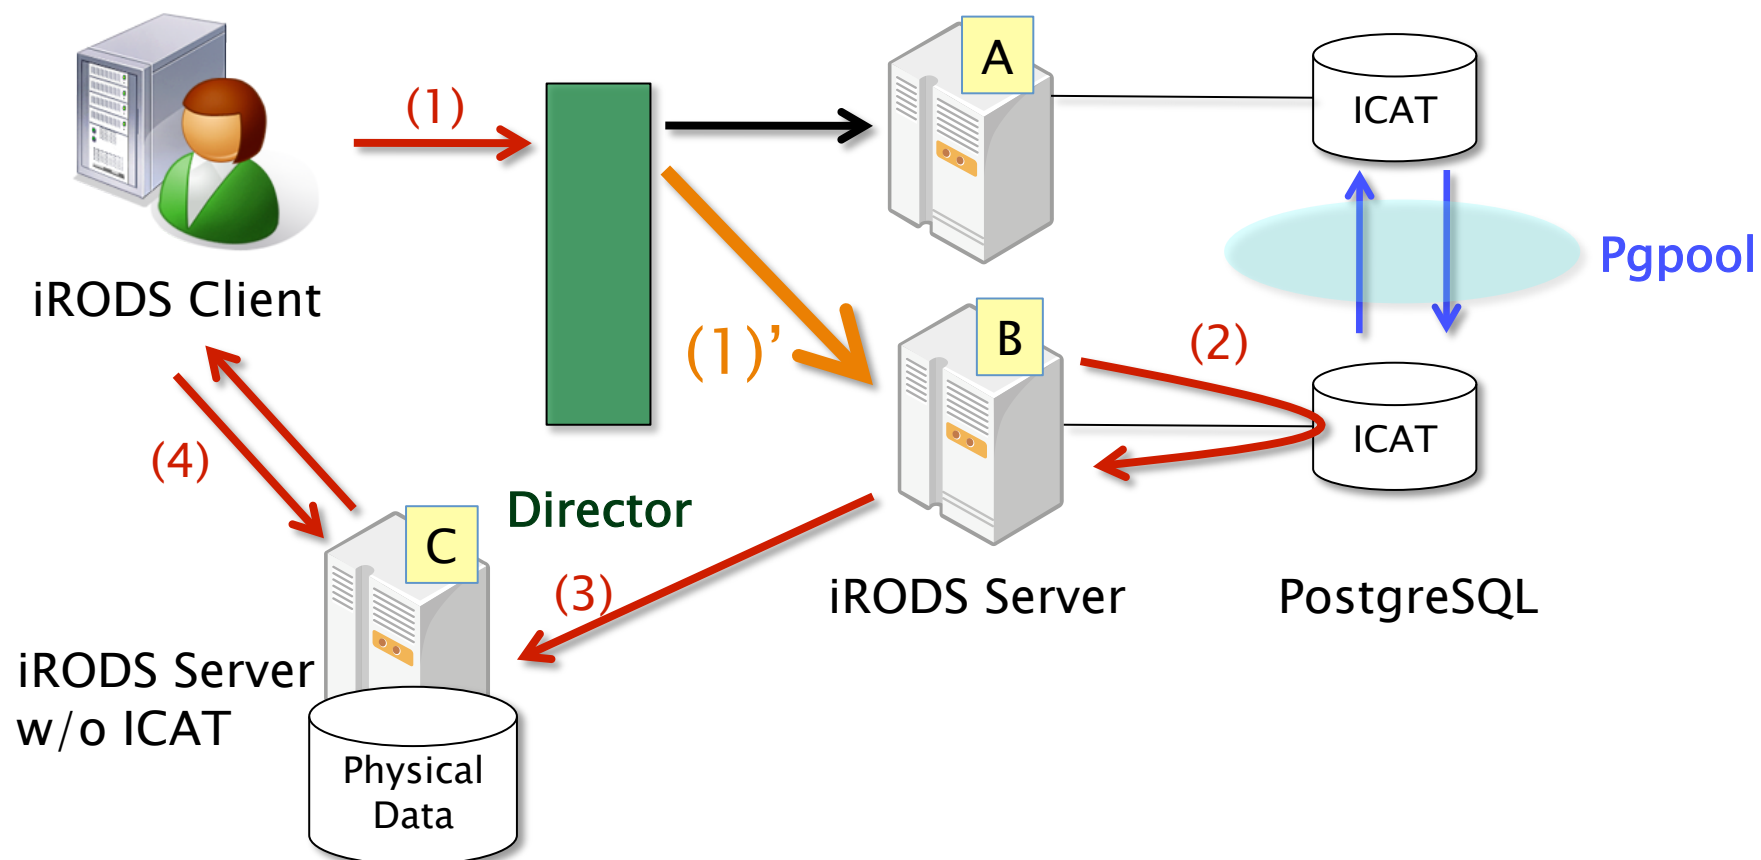 (1)
A
ICAT
Pgpool
iRODS Client
(1)’
B
(2)
ICAT
(4)
Director
C
(3)
iRODS Server
PostgreSQL
iRODS Server
w/o ICAT
Physical
Data